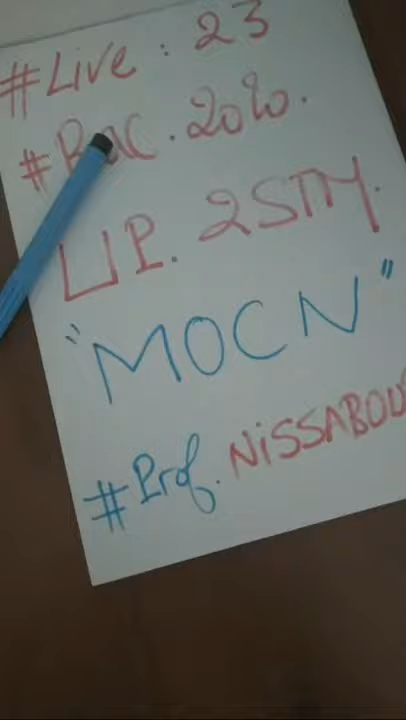 #Live : 23
#BAC. 2020.
UP. 2STM.
"MOCN"
#Prof. NiSSABOU